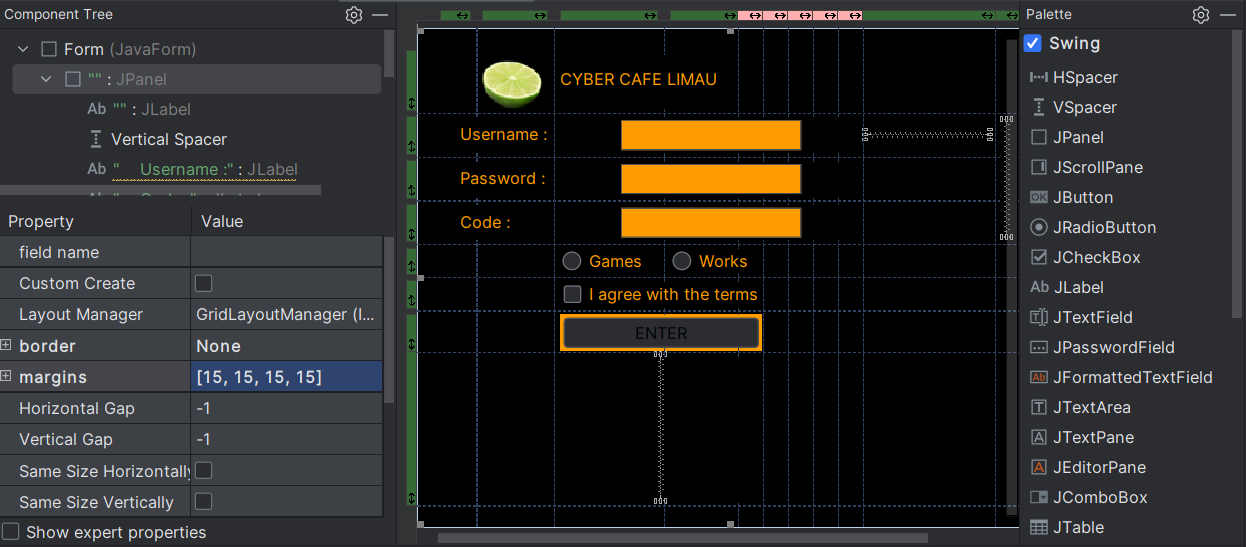 Component Tree
Form (JavaForm)
"" : JPanel
Ab "" : JLabel
Vertical Spacer
Ab "    Username :" : JLabel
Property Value
field name
Custom Create
Layout Manager GridLayoutManager (I...
border None
margins [15, 15, 15, 15]
Horizontal Gap -1
Vertical Gap -1
Same Size Horizontally
Same Size Vertically
Show expert properties
CYBER CAFE LIMAU
Username :
Password :
Code :
Games Works
I agree with the terms
ENTER
Palette
Swing
HSpacer
VSpacer
JPanel
JScrollPane
OK JButton
JRadioButton
JCheckBox
Ab JLabel
JTextField
JPasswordField
Ab JFormattedTextField
T JTextArea
A JTextPane
A JEditorPane
JComboBox
JTable